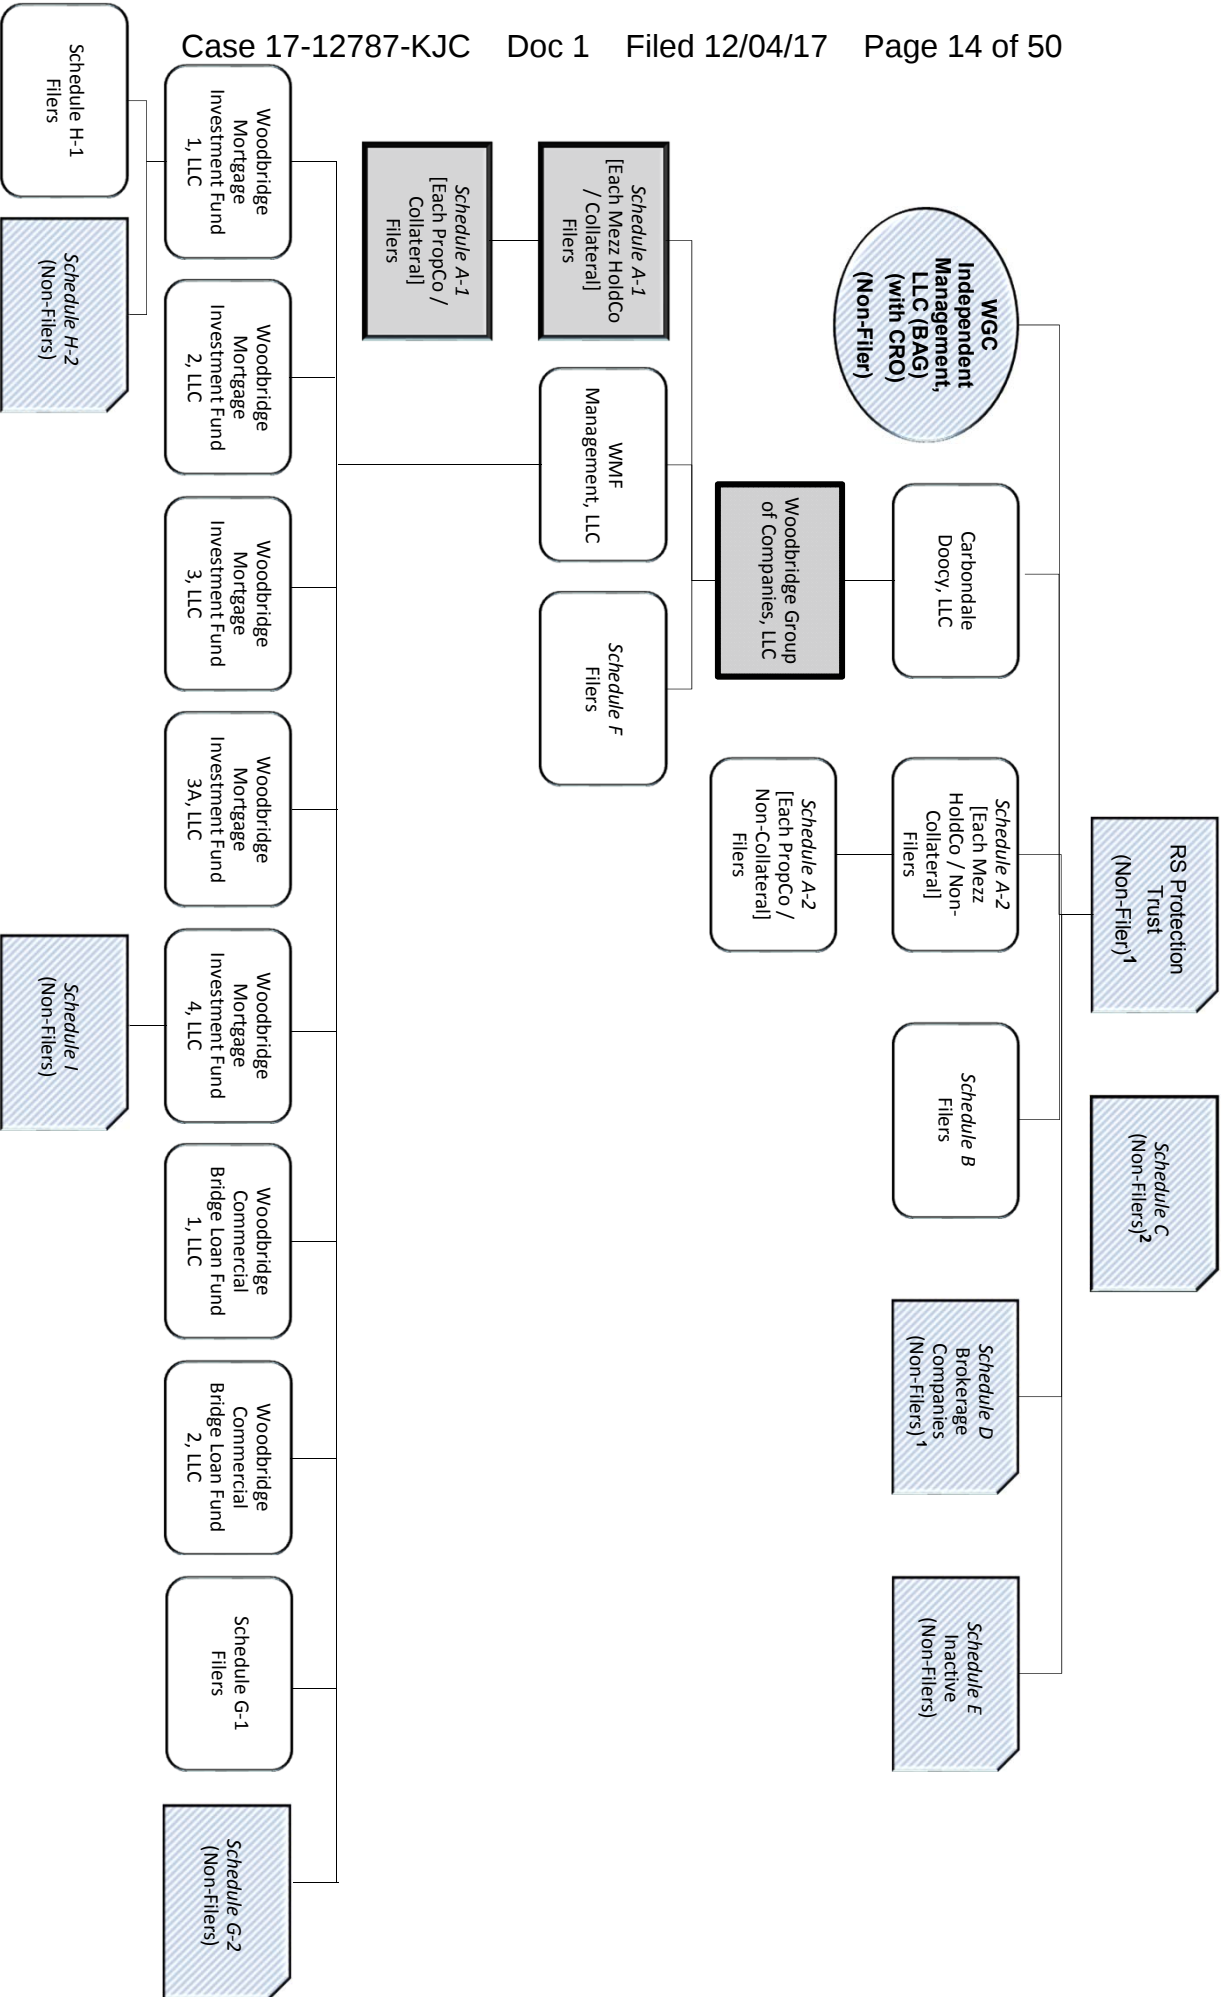 Case 17-12787-KJC Doc 1 Filed 12/04/17 Page 14 of 50
RS Protection
Trust
(Non-Filer)1
Schedule C
(Non-Filers)2
WGC
Independent
Management,
LLC (BAG)
(with CRO)
(Non-Filer)
Carbondale
Doocy, LLC
Schedule A-2
[Each Mezz
HoldCo / Non-
Collateral]
Filers
Schedule B
Filers
Schedule D
Brokerage
Companies
(Non-Filers) 1
Schedule E
Inactive
(Non-Filers)
Woodbridge Group
of Companies, LLC
Schedule A-2
[Each PropCo /
Non-Collateral]
Filers
Schedule A-1
[Each Mezz HoldCo
/ Collateral]
Filers
WMF
Management, LLC
Schedule F
Filers
Schedule A-1
[Each PropCo /
Collateral]
Filers
Woodbridge
Mortgage
Investment Fund
1, LLC
Woodbridge
Mortgage
Investment Fund
2, LLC
Woodbridge
Mortgage
Investment Fund
3, LLC
Woodbridge
Mortgage
Investment Fund
3A, LLC
Woodbridge
Mortgage
Investment Fund
4, LLC
Woodbridge
Commercial
Bridge Loan Fund
1, LLC
Woodbridge
Commercial
Bridge Loan Fund
2, LLC
Schedule G-1
Filers
Schedule G-2
(Non-Filers)
Schedule H-1
Filers
Schedule H-2
(Non-Filers)
Schedule I
(Non-Filers)